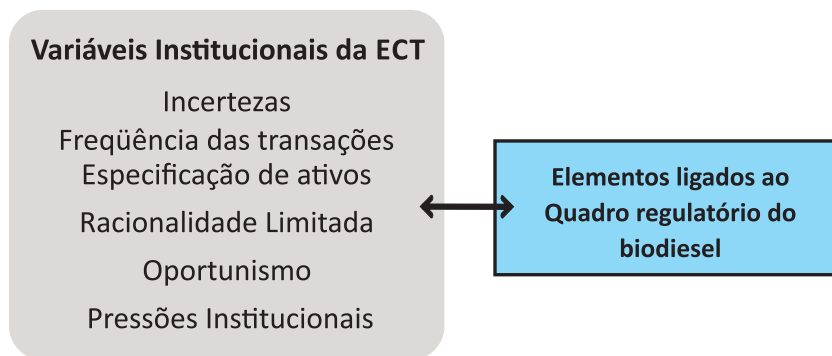 Variáveis Institucionais da ECT
Incertezas
Freqüência das transações
Especificação de ativos
Racionalidade Limitada
Oportunismo
Pressões Institucionais
Elementos ligados ao
Quadro regulatório do
biodiesel